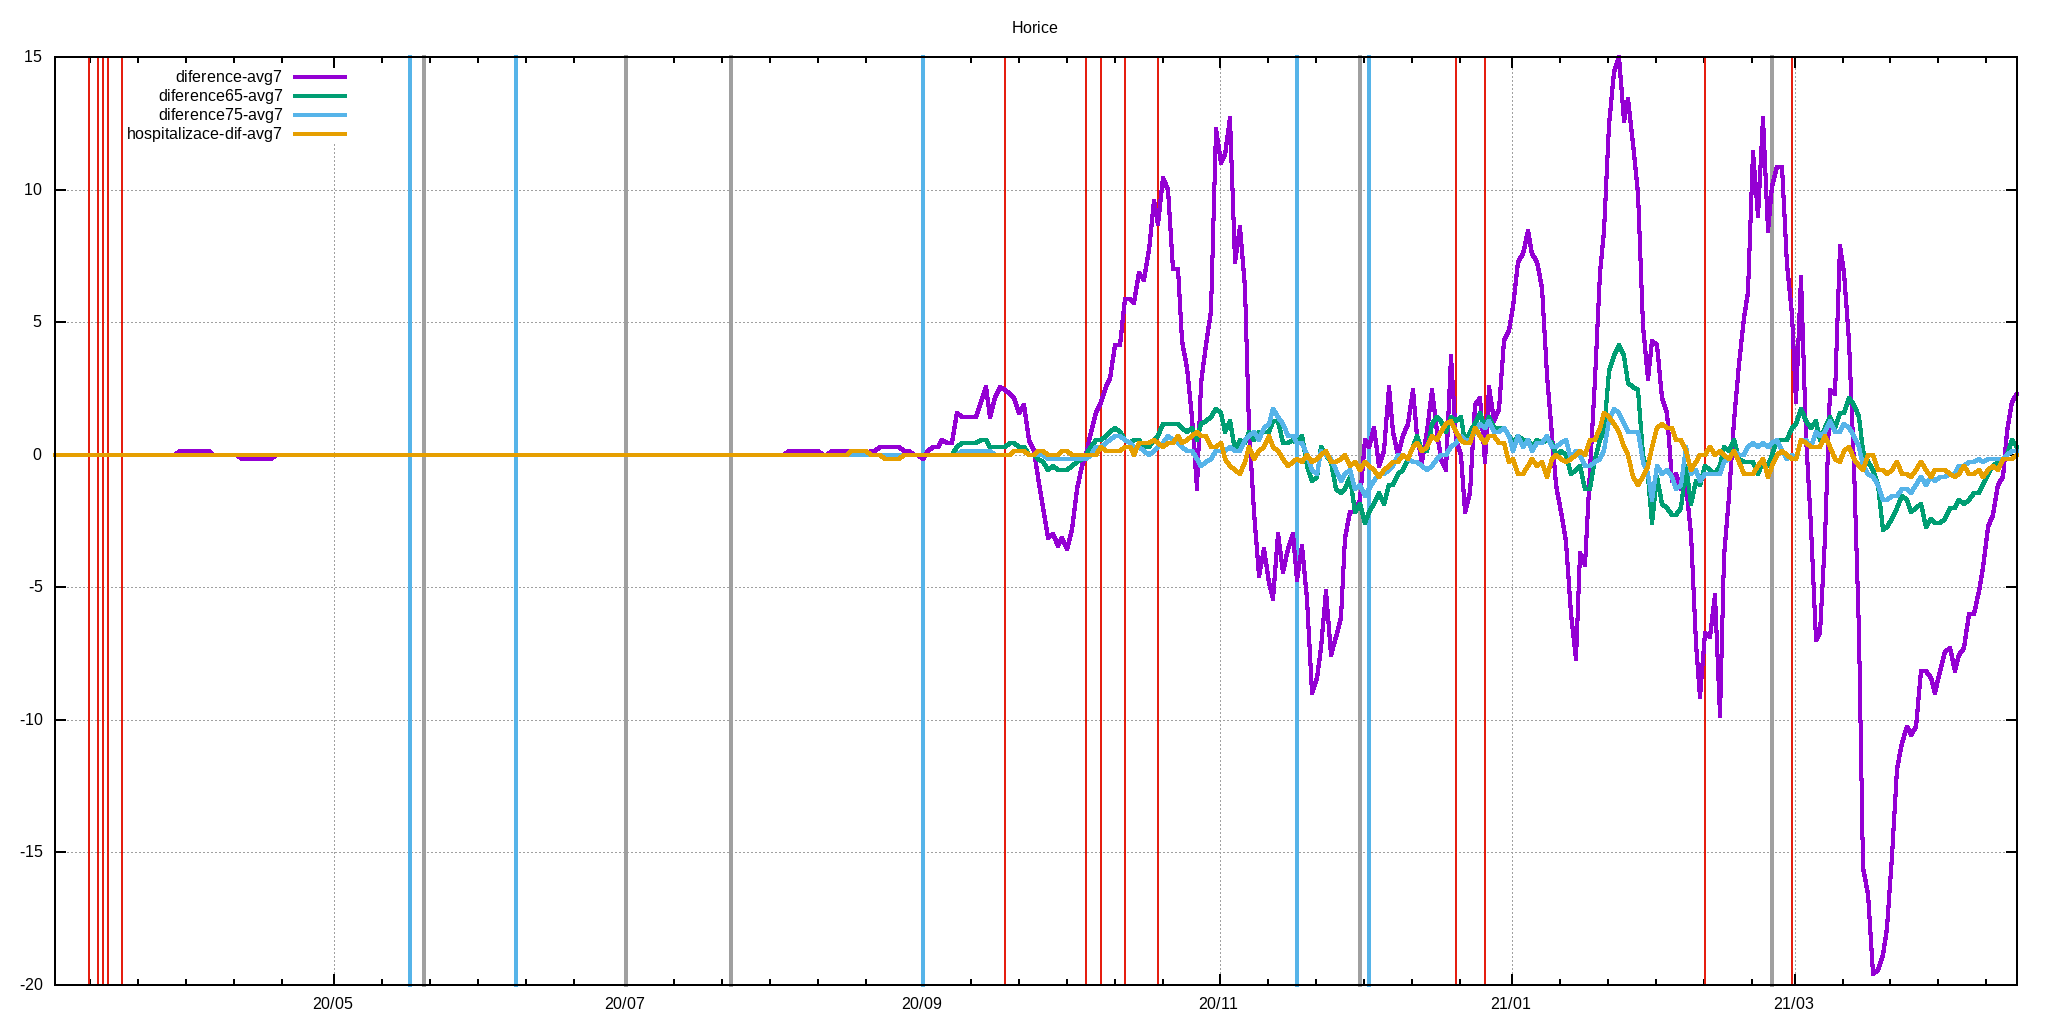 Horice
15
10
5
0
-5
-10
-15
-20
diference-avg7
diference65-avg7
diference75-avg7
hospitalizace-dif-avg7
20/05 20/07 20/09 20/11 21/01 21/03